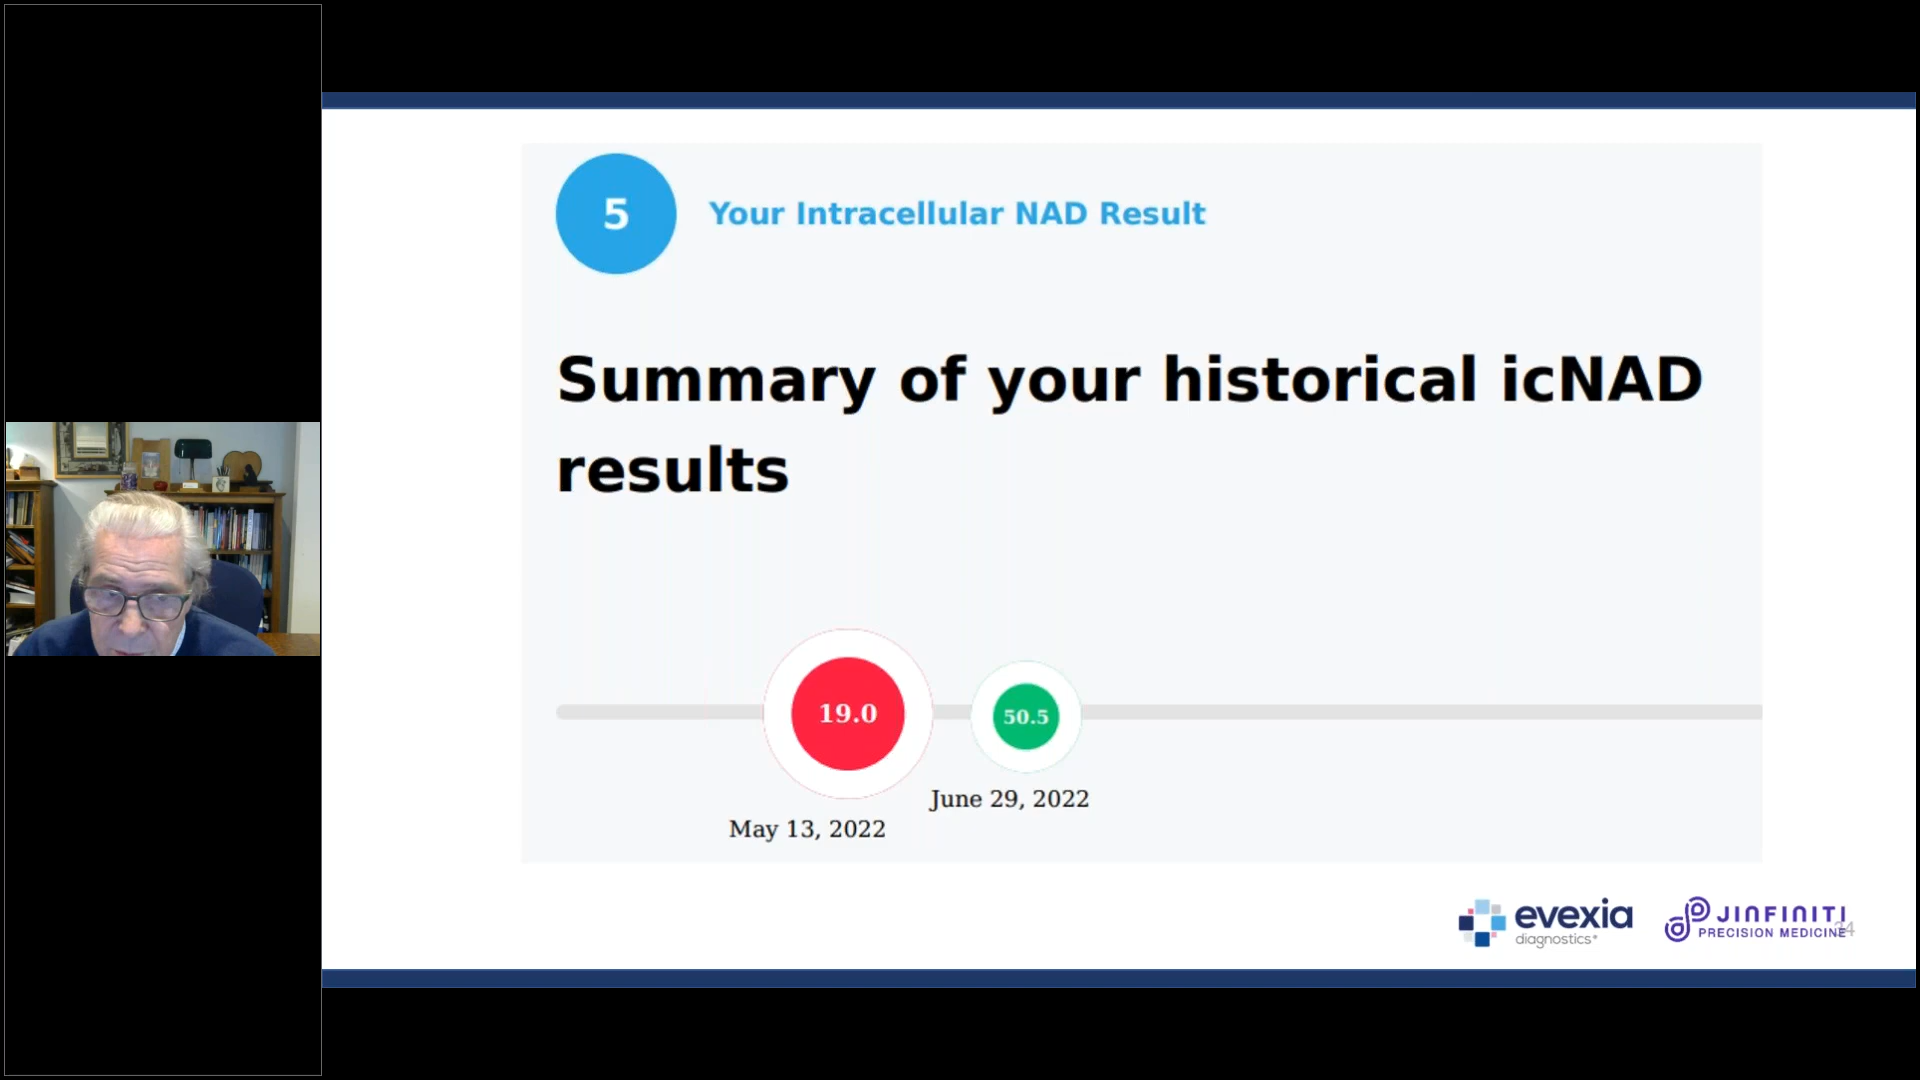 5
Your Intracellular NAD Result
Summary of your historical icNAD
results
19.0
50.5
June 29, 2022
May 13, 2022
evexia
diagnostics
JINFINITI
PRECISION MEDICINE
34